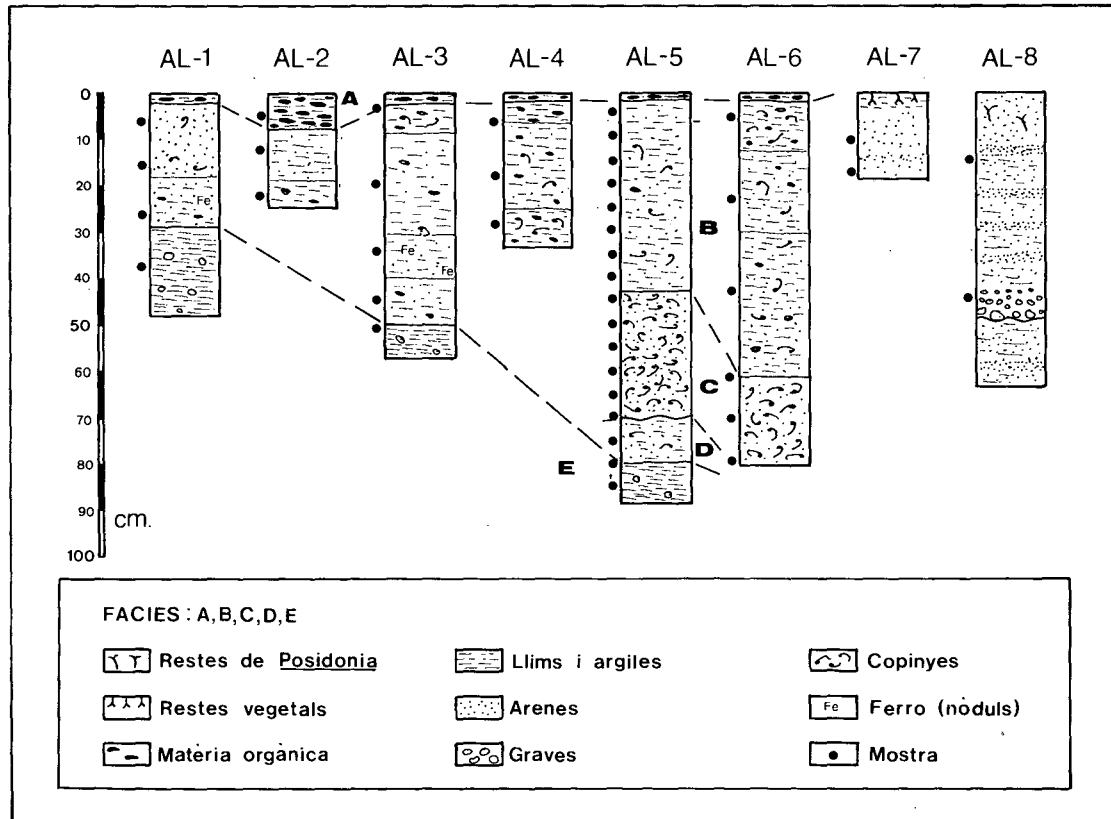 AL-1 AL-2 AL-3 AL-4 AL-5 AL-6 AL-7 AL-8
0
10
20
30
40
50
60
70
80
90
100
cm.
A
B
C
D
E
Fe
Fe
Fe
FACIES : A,B,C,D,E
Restes de Posidonia
Llims i argiles
Copinyes
Restes vegetals
Arenes
Fe Ferro (nòduls)
Matèria orgànica
Graves
Mostra